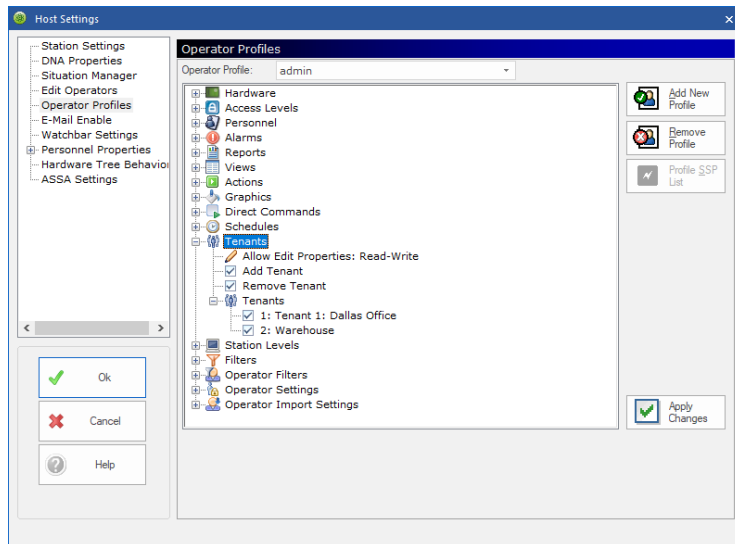 Host Settings
Station Settings
DNA Properties
Situation Manager
Edit Operators
Operator Profiles
E-Mail Enable
Watchbar Settings
Personnel Properties
Hardware Tree Behavior
ASSA Settings
Ok
Cancel
Help
Operator Profiles
Operator Profile:
admin
Hardware
Access Levels
Personnel
Alarms
Reports
Views
Actions
Graphics
Direct Commands
Schedules
Tenants
Allow Edit Properties: Read-Write
Add Tenant
Remove Tenant
Tenants
1: Tenant 1: Dallas Office
2: Warehouse
Station Levels
Filters
Operator Filters
Operator Settings
Operator Import Settings
Add New
Profile
Remove
Profile
Profile SSP
List
Apply
Changes